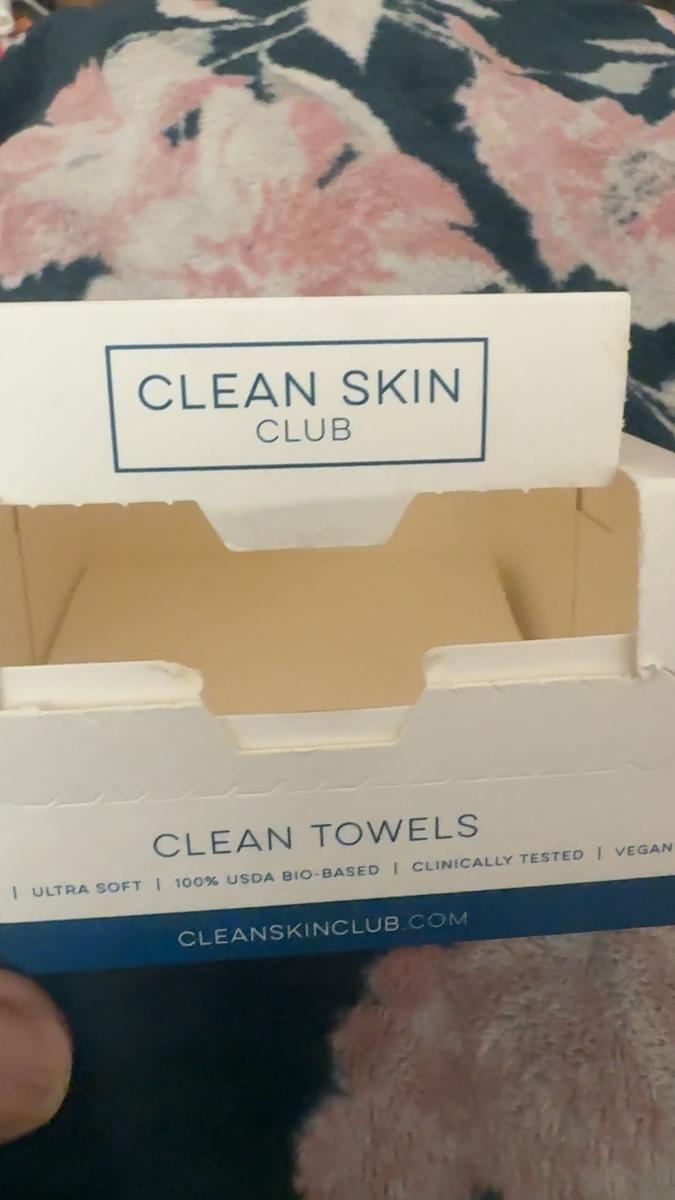 CLEAN SKIN
CLUB
CLEAN TOWELS
| ULTRA SOFT | 100% USDA BIO-BASED | CLINICALLY TESTED | VEGAN
CLEANSKINCLUB.COM